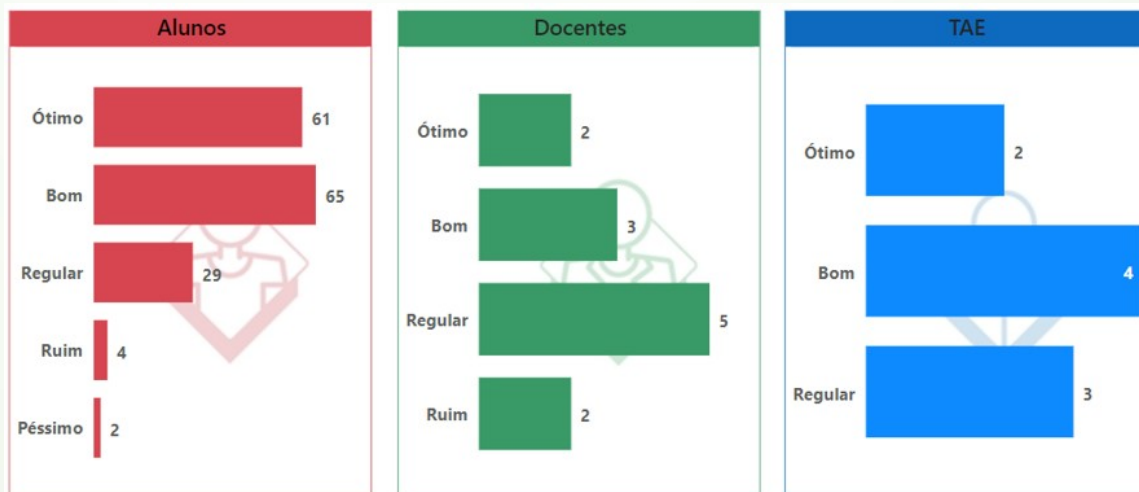 Alunos
Ótimo 61
Bom 65
Regular 29
Ruim 4
Péssimo 2
Docentes
Ótimo 2
Bom 3
Regular 5
Ruim 2
TAE
Ótimo 2
Bom 4
Regular 3